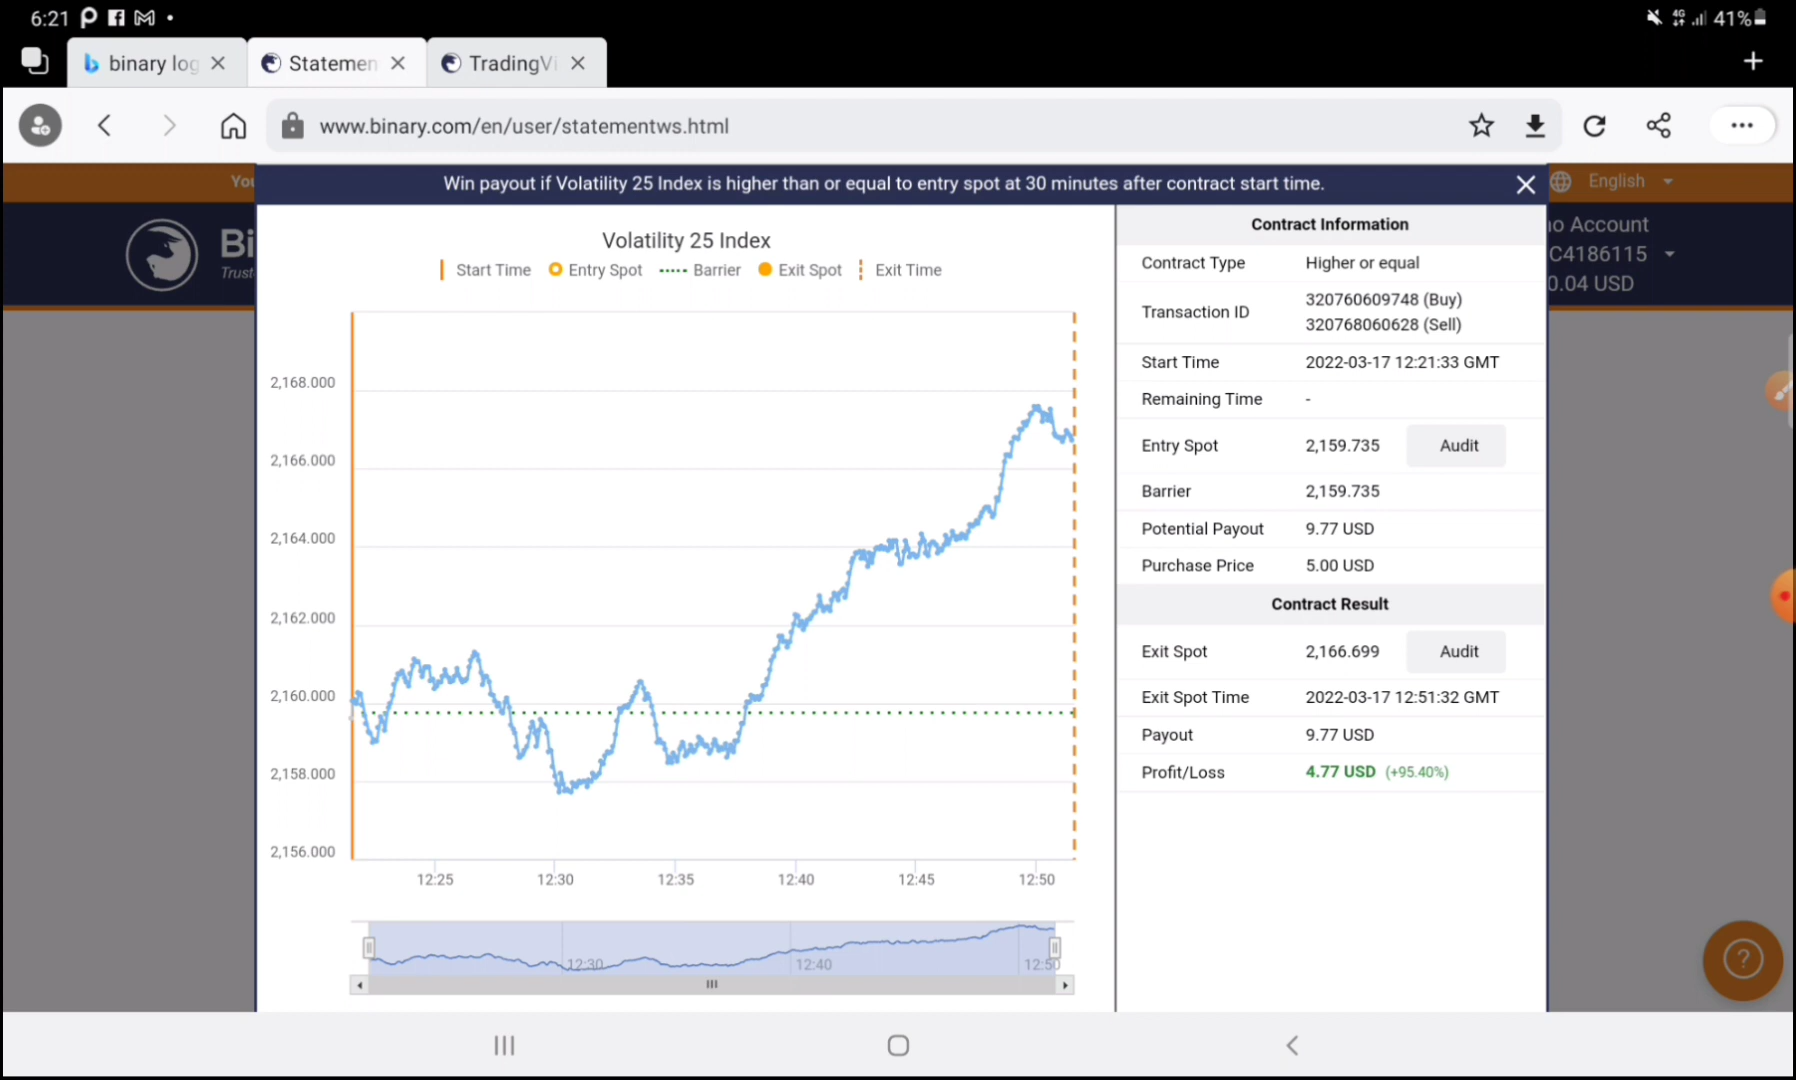 6:21
4G
41%
binary log
Statemen
TradingVi
www.binary.com/en/user/statementws.html
You
Win payout if Volatility 25 Index is higher than or equal to entry spot at 30 minutes after contract start time.
English
Bi
Trust
no Account
C4186115
0.04 USD
Volatility 25 Index
Start Time Entry Spot Barrier Exit Spot Exit Time
2,168.000
2,166.000
2,164.000
2,162.000
2,160.000
2,158.000
2,156.000
12:25 12:30 12:35 12:40 12:45 12:50
12:30 12:40 12:50
Contract Information
Contract Type Higher or equal
Transaction ID 320760609748 (Buy)
320768060628 (Sell)
Start Time 2022-03-17 12:21:33 GMT
Remaining Time -
Entry Spot 2,159.735 Audit
Barrier 2,159.735
Potential Payout 9.77 USD
Purchase Price 5.00 USD
Contract Result
Exit Spot 2,166.699 Audit
Exit Spot Time 2022-03-17 12:51:32 GMT
Payout 9.77 USD
Profit/Loss 4.77 USD (+95.40%)